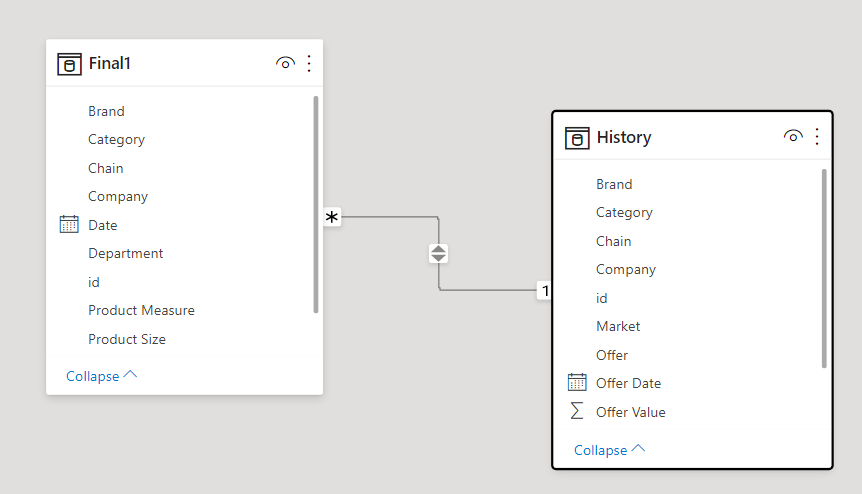 Final1
Brand
Category
Chain
Company
Date
Department
id
Product Measure
Product Size
Collapse
*
1
History
Brand
Category
Chain
Company
id
Market
Offer
Offer Date
Σ Offer Value
Collapse